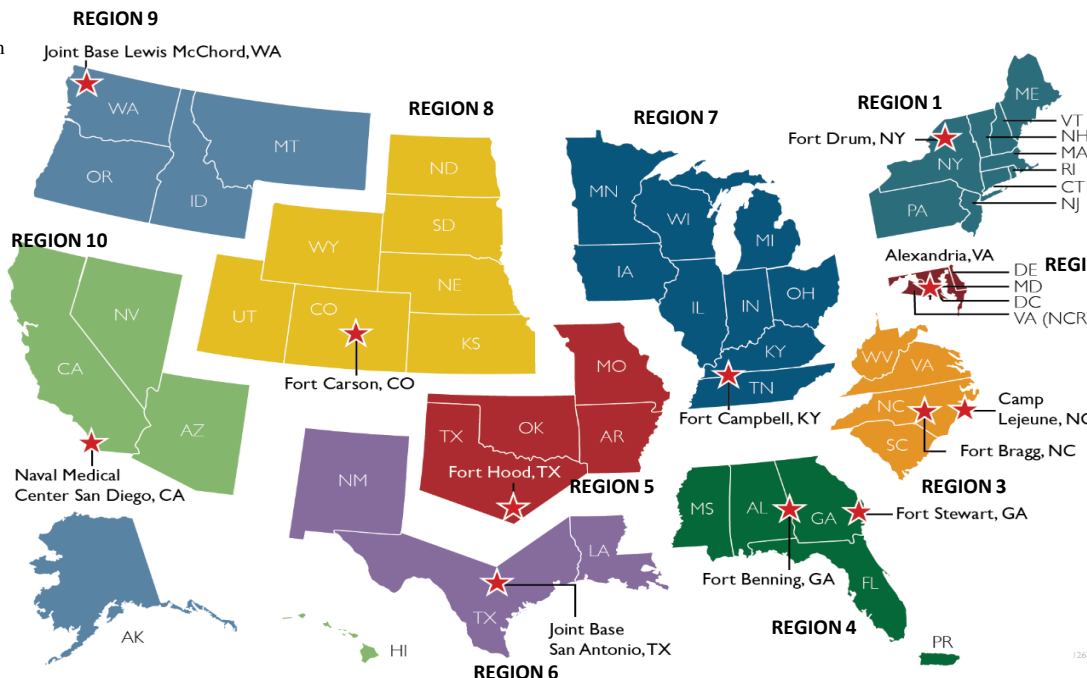 REGION 9
Joint Base Lewis McChord, WA
WA
MT
OR
ID
REGION 8
ND
SD
WY
NE
UT
CO
KS
Fort Carson, CO
REGION 7
MN
WI
MI
IA
IL
IN
OH
KY
TN
Fort Campbell, KY
REGION 1
Fort Drum, NY
ME
VT
NH
MA
RI
CT
NJ
NY
PA
Alexandria, VA
REGI
DE
MD
DC
VA (NCR
REGION 10
NV
CA
AZ
Naval Medical
Center San Diego, CA
MO
TX
OK
AR
Fort Hood, TX
REGION 5
WV
VA
NC
SC
Camp
Lejeune, NC
Fort Bragg, NC
REGION 3
NM
LA
TX
Joint Base
San Antonio, TX
REGION 6
MS
AL
GA
FL
Fort Stewart, GA
Fort Benning, GA
REGION 4
PR
AK
HI